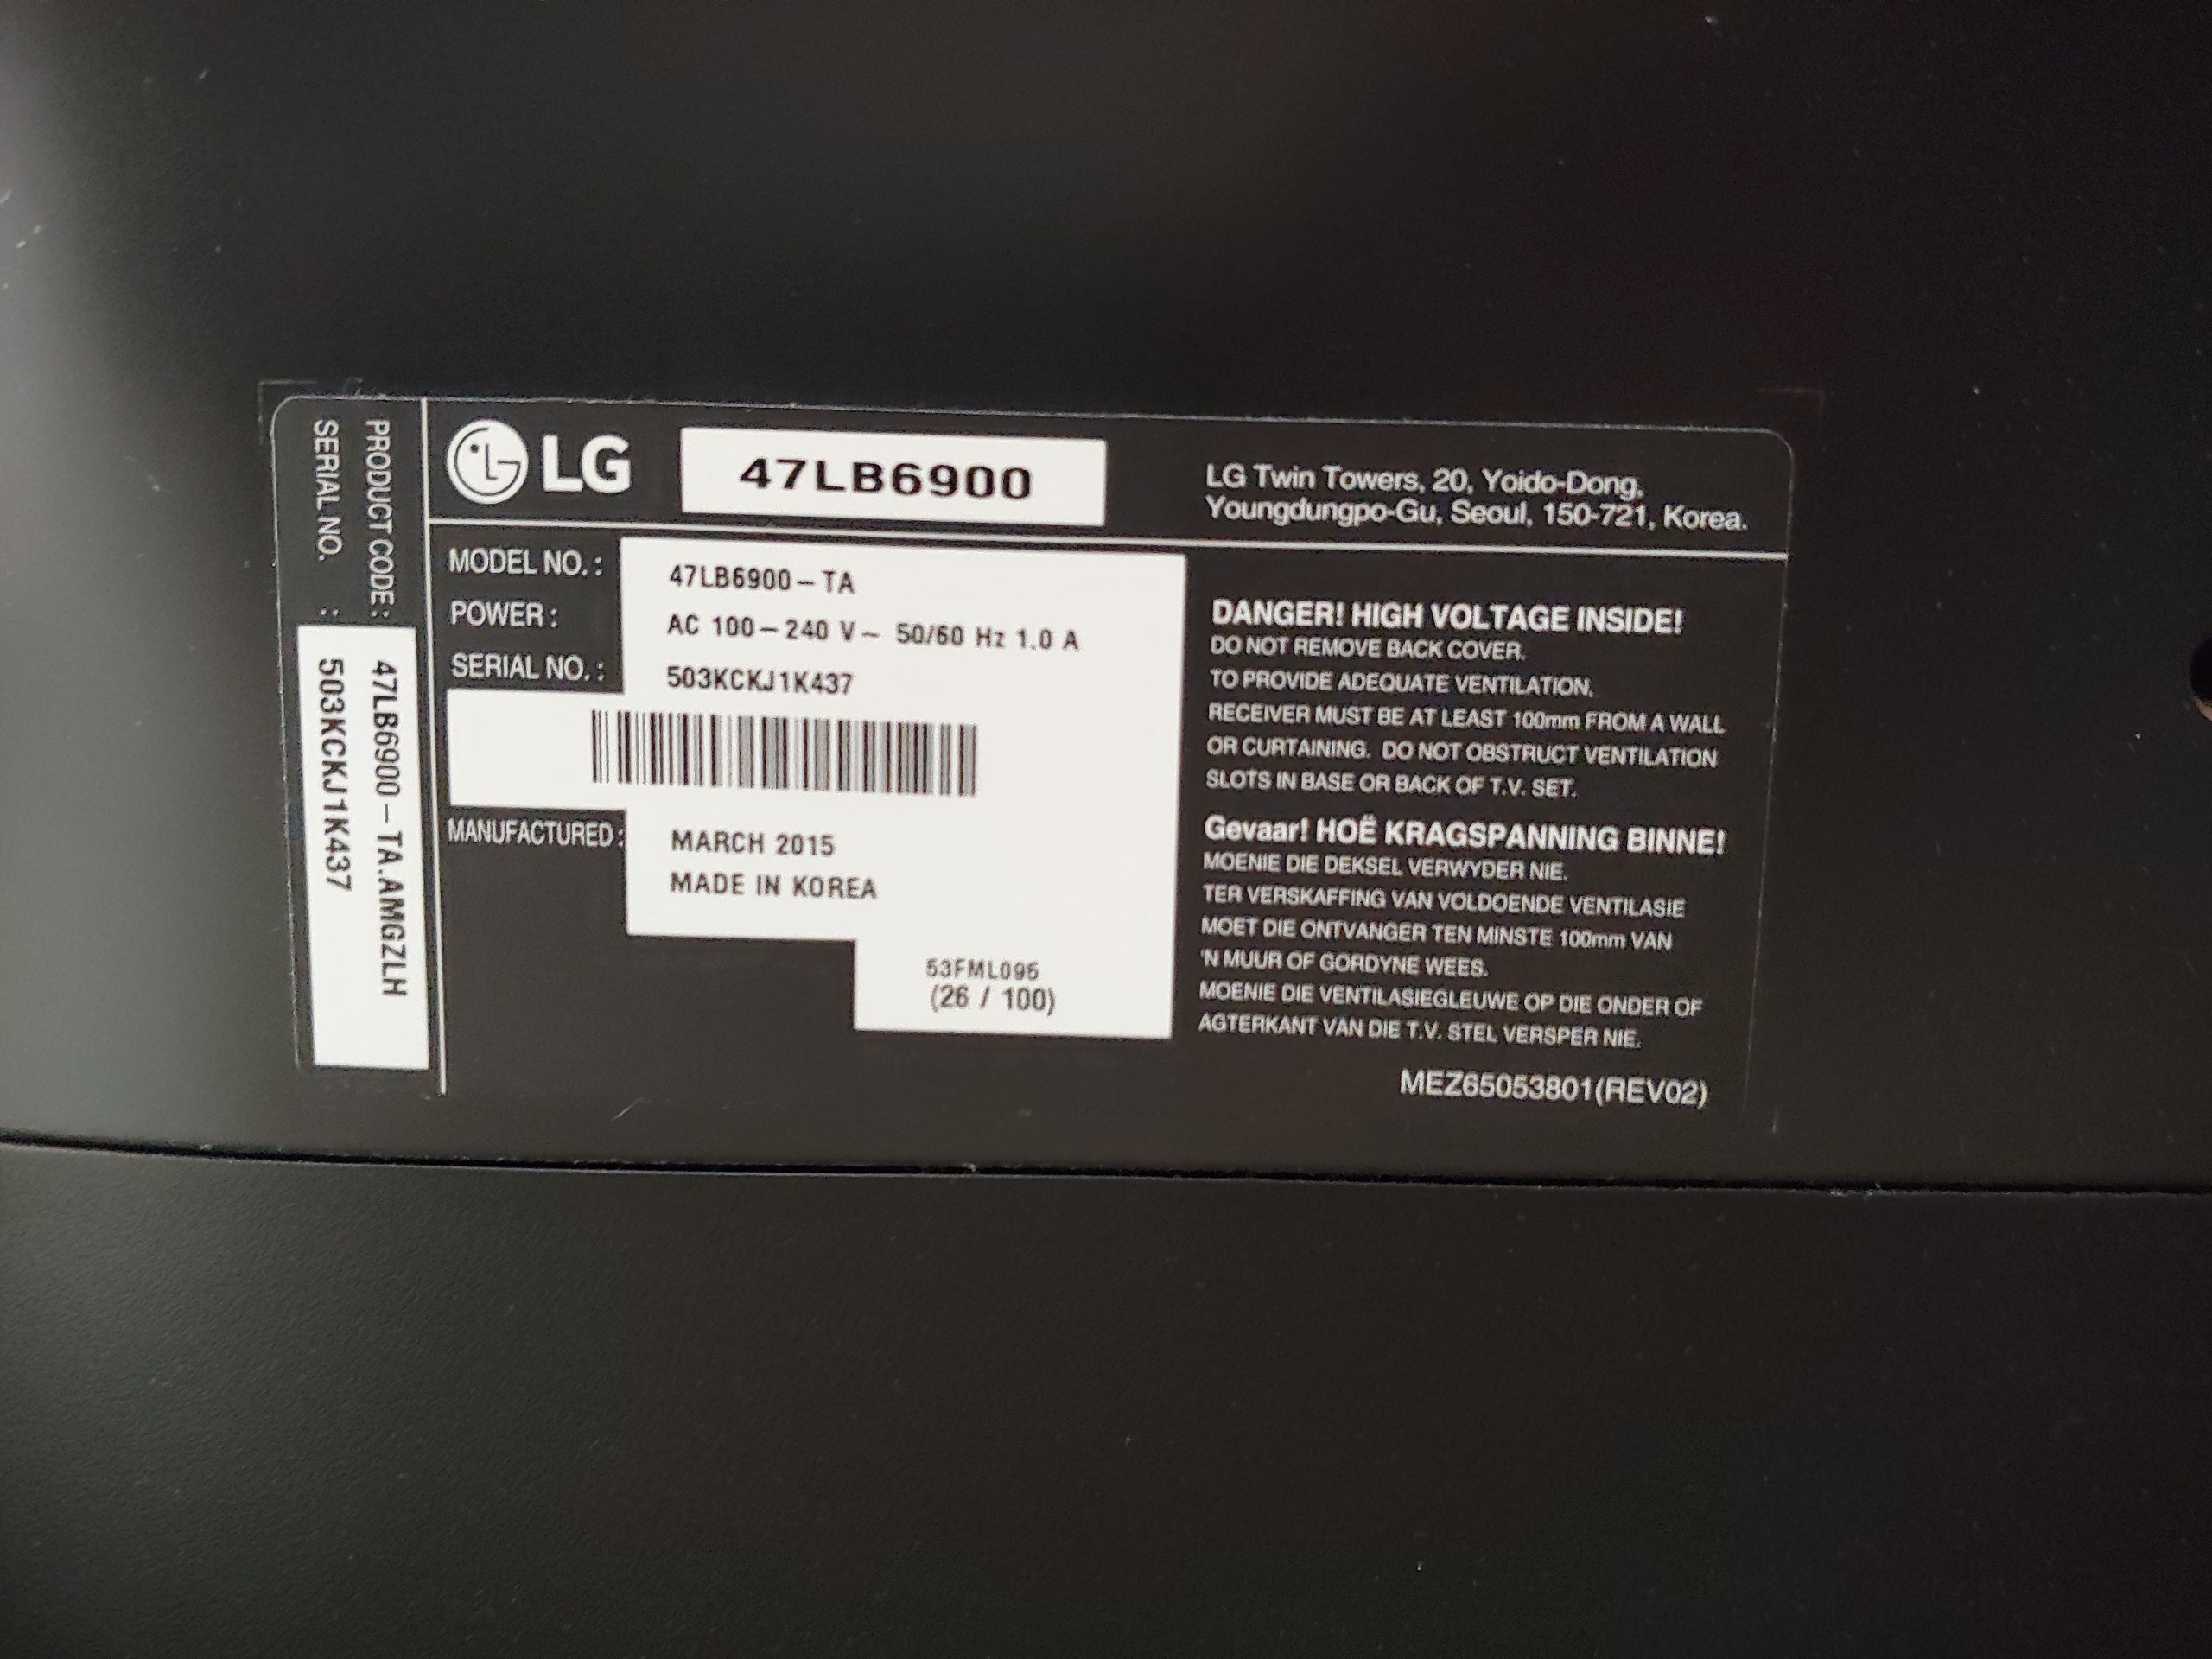 LG
47LB6900
LG Twin Towers, 20, Yoido-Dong,
Youngdungpo-Gu, Seoul, 150-721, Korea.
PRODUCT CODE : 47LB6900-TA.AMGZLH
SERIAL NO. : 503KCKJ1K437
MODEL NO. : 47LB6900-TA
POWER : AC 100-240 V~ 50/60 Hz 1.0 A
SERIAL NO. : 503KCKJ1K437
MANUFACTURED : MARCH 2015
MADE IN KOREA
53FML096
(26 / 100)
DANGER! HIGH VOLTAGE INSIDE!
DO NOT REMOVE BACK COVER.
TO PROVIDE ADEQUATE VENTILATION,
RECEIVER MUST BE AT LEAST 100mm FROM A WALL
OR CURTAINING. DO NOT OBSTRUCT VENTILATION
SLOTS IN BASE OR BACK OF T.V. SET.
Gevaar! HOË KRAGSPANNING BINNE!
MOENIE DIE DEKSEL VERWYDER NIE.
TER VERSKAFFING VAN VOLDOENDE VENTILASIE
MOET DIE ONTVANGER TEN MINSTE 100mm VAN
'N MUUR OF GORDYNE WEES.
MOENIE DIE VENTILASIEGLEUWE OP DIE ONDER OF
AGTERKANT VAN DIE T.V. STEL VERSPER NIE.
MEZ65053801(REV02)